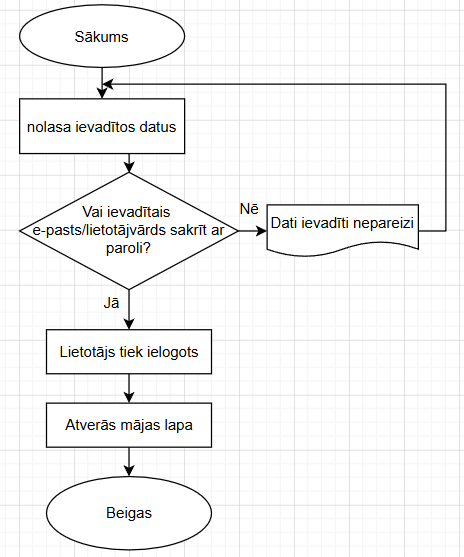 Sākums
nolasa ievadītos datus
Vai ievadītais
e-pasts/lietotājvārds sakrīt ar
paroli?
Nē
Dati ievadīti nepareizi
Jā
Lietotājs tiek ielogots
Atverās mājas lapa
Beigas